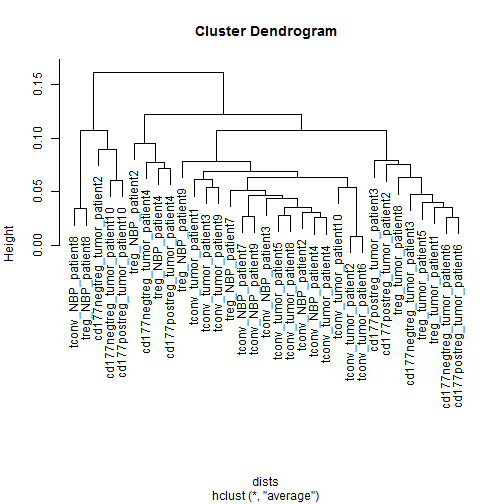 Cluster Dendrogram
Height
0.15
0.10
0.05
0.00
tconv_NBP_patient8
treg_NBP_patient8
cd177negtreg_tumor_patient2
cd177negtreg_tumor_patient10
cd177postreg_tumor_patient10
treg_NBP_patient2
cd177negtreg_tumor_patient4
treg_NBP_patient4
cd177postreg_tumor_patient4
treg_NBP_patient9
tconv_tumor_patient1
tconv_tumor_patient3
tconv_tumor_patient9
treg_NBP_patient7
tconv_NBP_patient7
tconv_NBP_patient9
tconv_NBP_patient3
tconv_tumor_patient5
tconv_tumor_patient8
tconv_NBP_patient2
tconv_NBP_patient4
tconv_tumor_patient4
tconv_tumor_patient10
tconv_tumor_patient2
tconv_tumor_patient6
cd177postreg_tumor_patient3
cd177postreg_tumor_patient2
treg_tumor_patient8
cd177negtreg_tumor_patient3
treg_tumor_patient5
treg_tumor_patient1
cd177negtreg_tumor_patient6
cd177postreg_tumor_patient6
dists
hclust (*, "average")